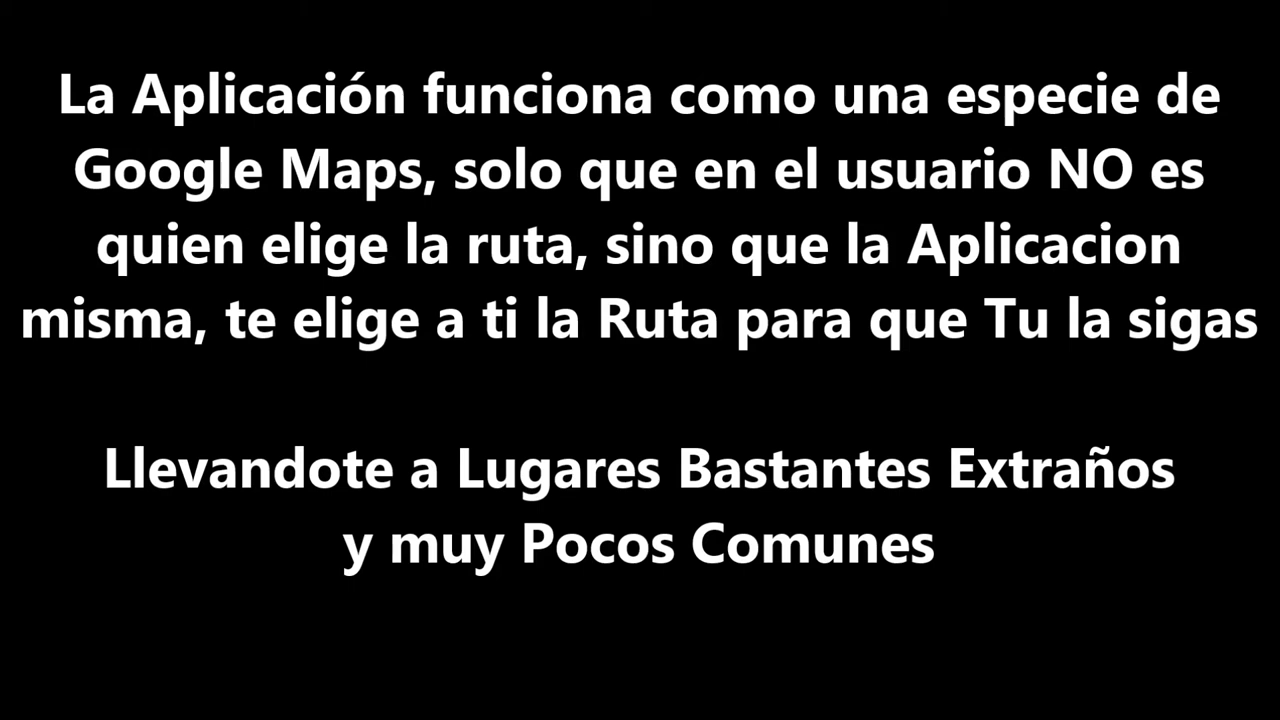 La Aplicación funciona como una especie de
Google Maps, solo que en el usuario NO es
quien elige la ruta, sino que la Aplicacion
misma, te elige a ti la Ruta para que Tu la sigas
Llevandote a Lugares Bastantes Extraños
y muy Pocos Comunes